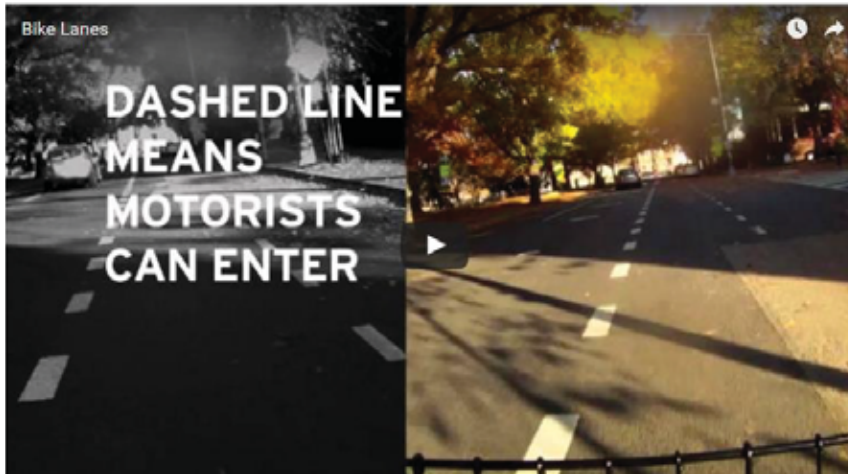 Bike Lanes
DASHED LINE
MEANS
MOTORISTS
CAN ENTER